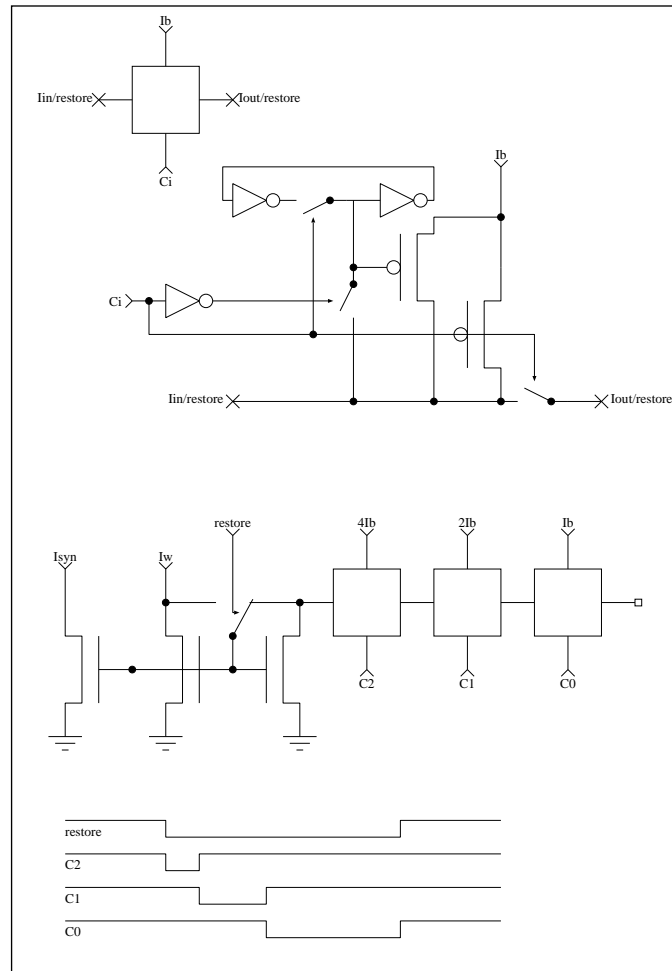 Ib
Iin/restore Iout/restore
Ci
Ib
Ci
Iin/restore Iout/restore
restore 4Ib 2Ib Ib
Isyn Iw
C2 C1 C0
restore
C2
C1
C0